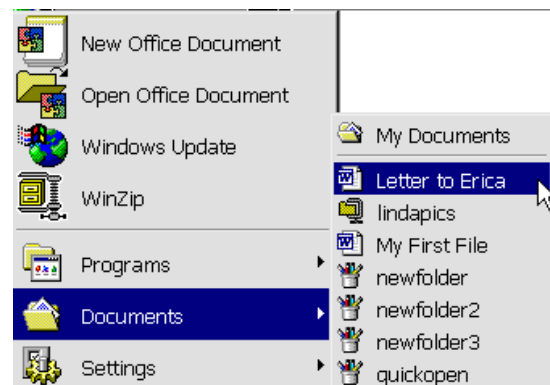 New Office Document
Open Office Document
Windows Update
WinZip
Programs
Documents
Settings
My Documents
Letter to Erica
lindapics
My First File
newfolder
newfolder2
newfolder3
quickopen